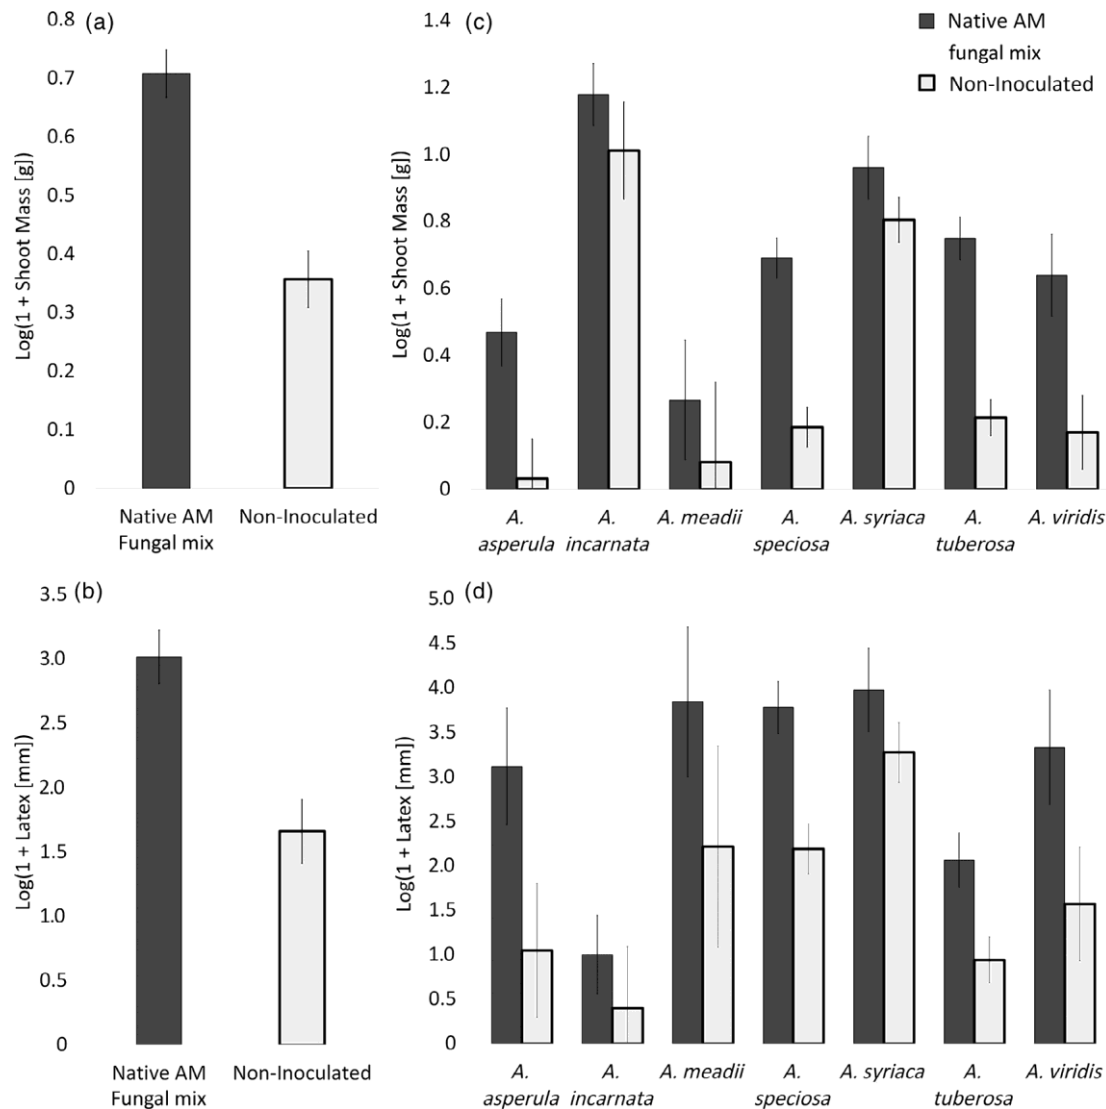 (a)
Log(1 + Shoot Mass [g])
0.8
0.7
0.6
0.5
0.4
0.3
0.2
0.1
0
Native AM
Fungal mix
Non-Inoculated
(c)
Native AM
fungal mix
Non-Inoculated
Log(1 + Shoot Mass [g])
1.4
1.2
1.0
0.8
0.6
0.4
0.2
0
A.
asperula
A.
incarnata
A. meadii
A.
speciosa
A. syriaca
A.
tuberosa
A. viridis
(b)
Log(1 + Latex [mm])
3.5
3.0
2.5
2.0
1.5
1.0
0.5
0
Native AM
Fungal mix
Non-Inoculated
(d)
Log(1 + Latex [mm])
5.0
4.5
4.0
3.5
3.0
2.5
2.0
1.5
1.0
0.5
0
A.
asperula
A.
incarnata
A. meadii
A.
speciosa
A. syriaca
A.
tuberosa
A. viridis